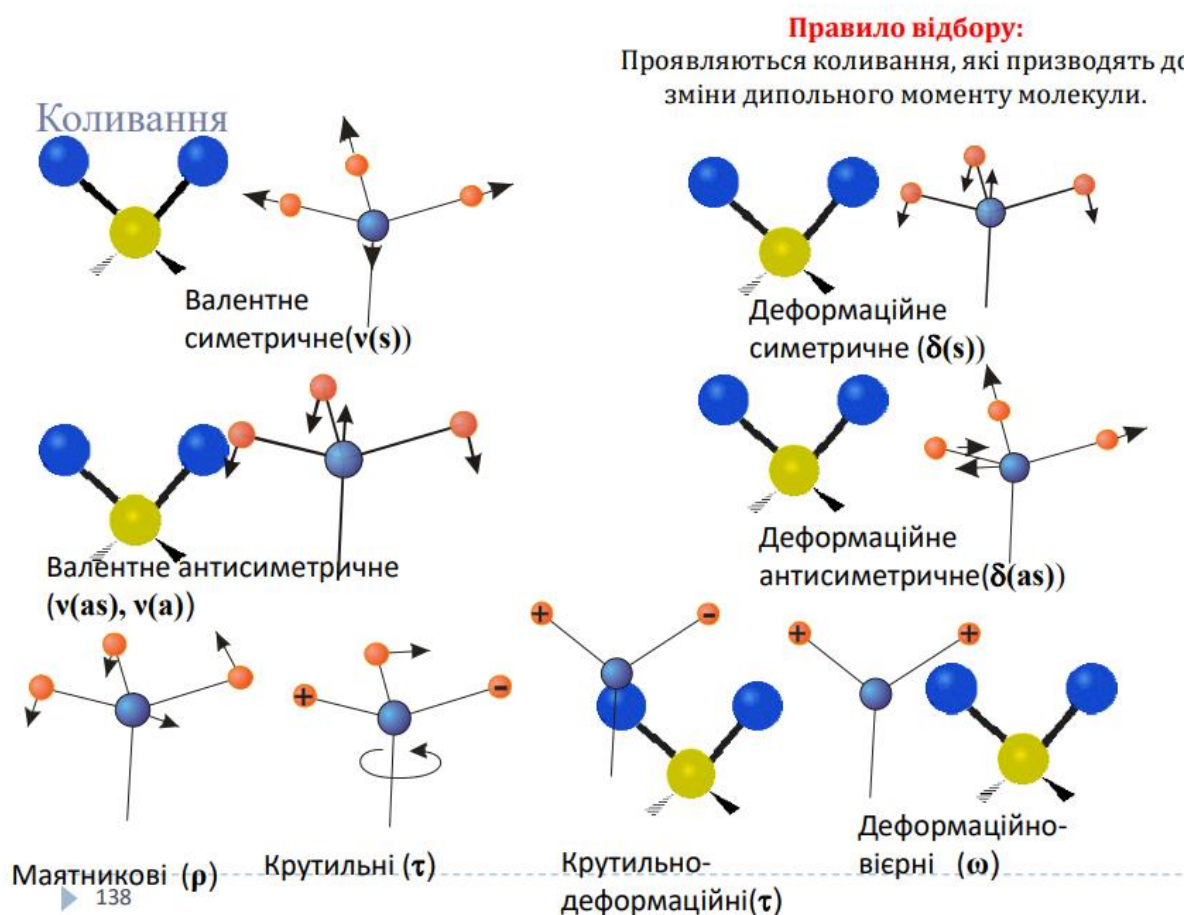 Правило відбору:
Проявляються коливання, які призводять до
зміни дипольного моменту молекули.
Коливання
Валентне
симетричне(ν(s))
Деформаційне
симетричне (δ(s))
Валентне антисиметричне
(ν(as), ν(a))
Деформаційне
антисиметричне(δ(as))
+ -
+ -
+ +
Маятникові (ρ)
Крутильні (τ)
Крутильно-
деформаційні(τ)
Деформаційно-
вієрні (ω)
138